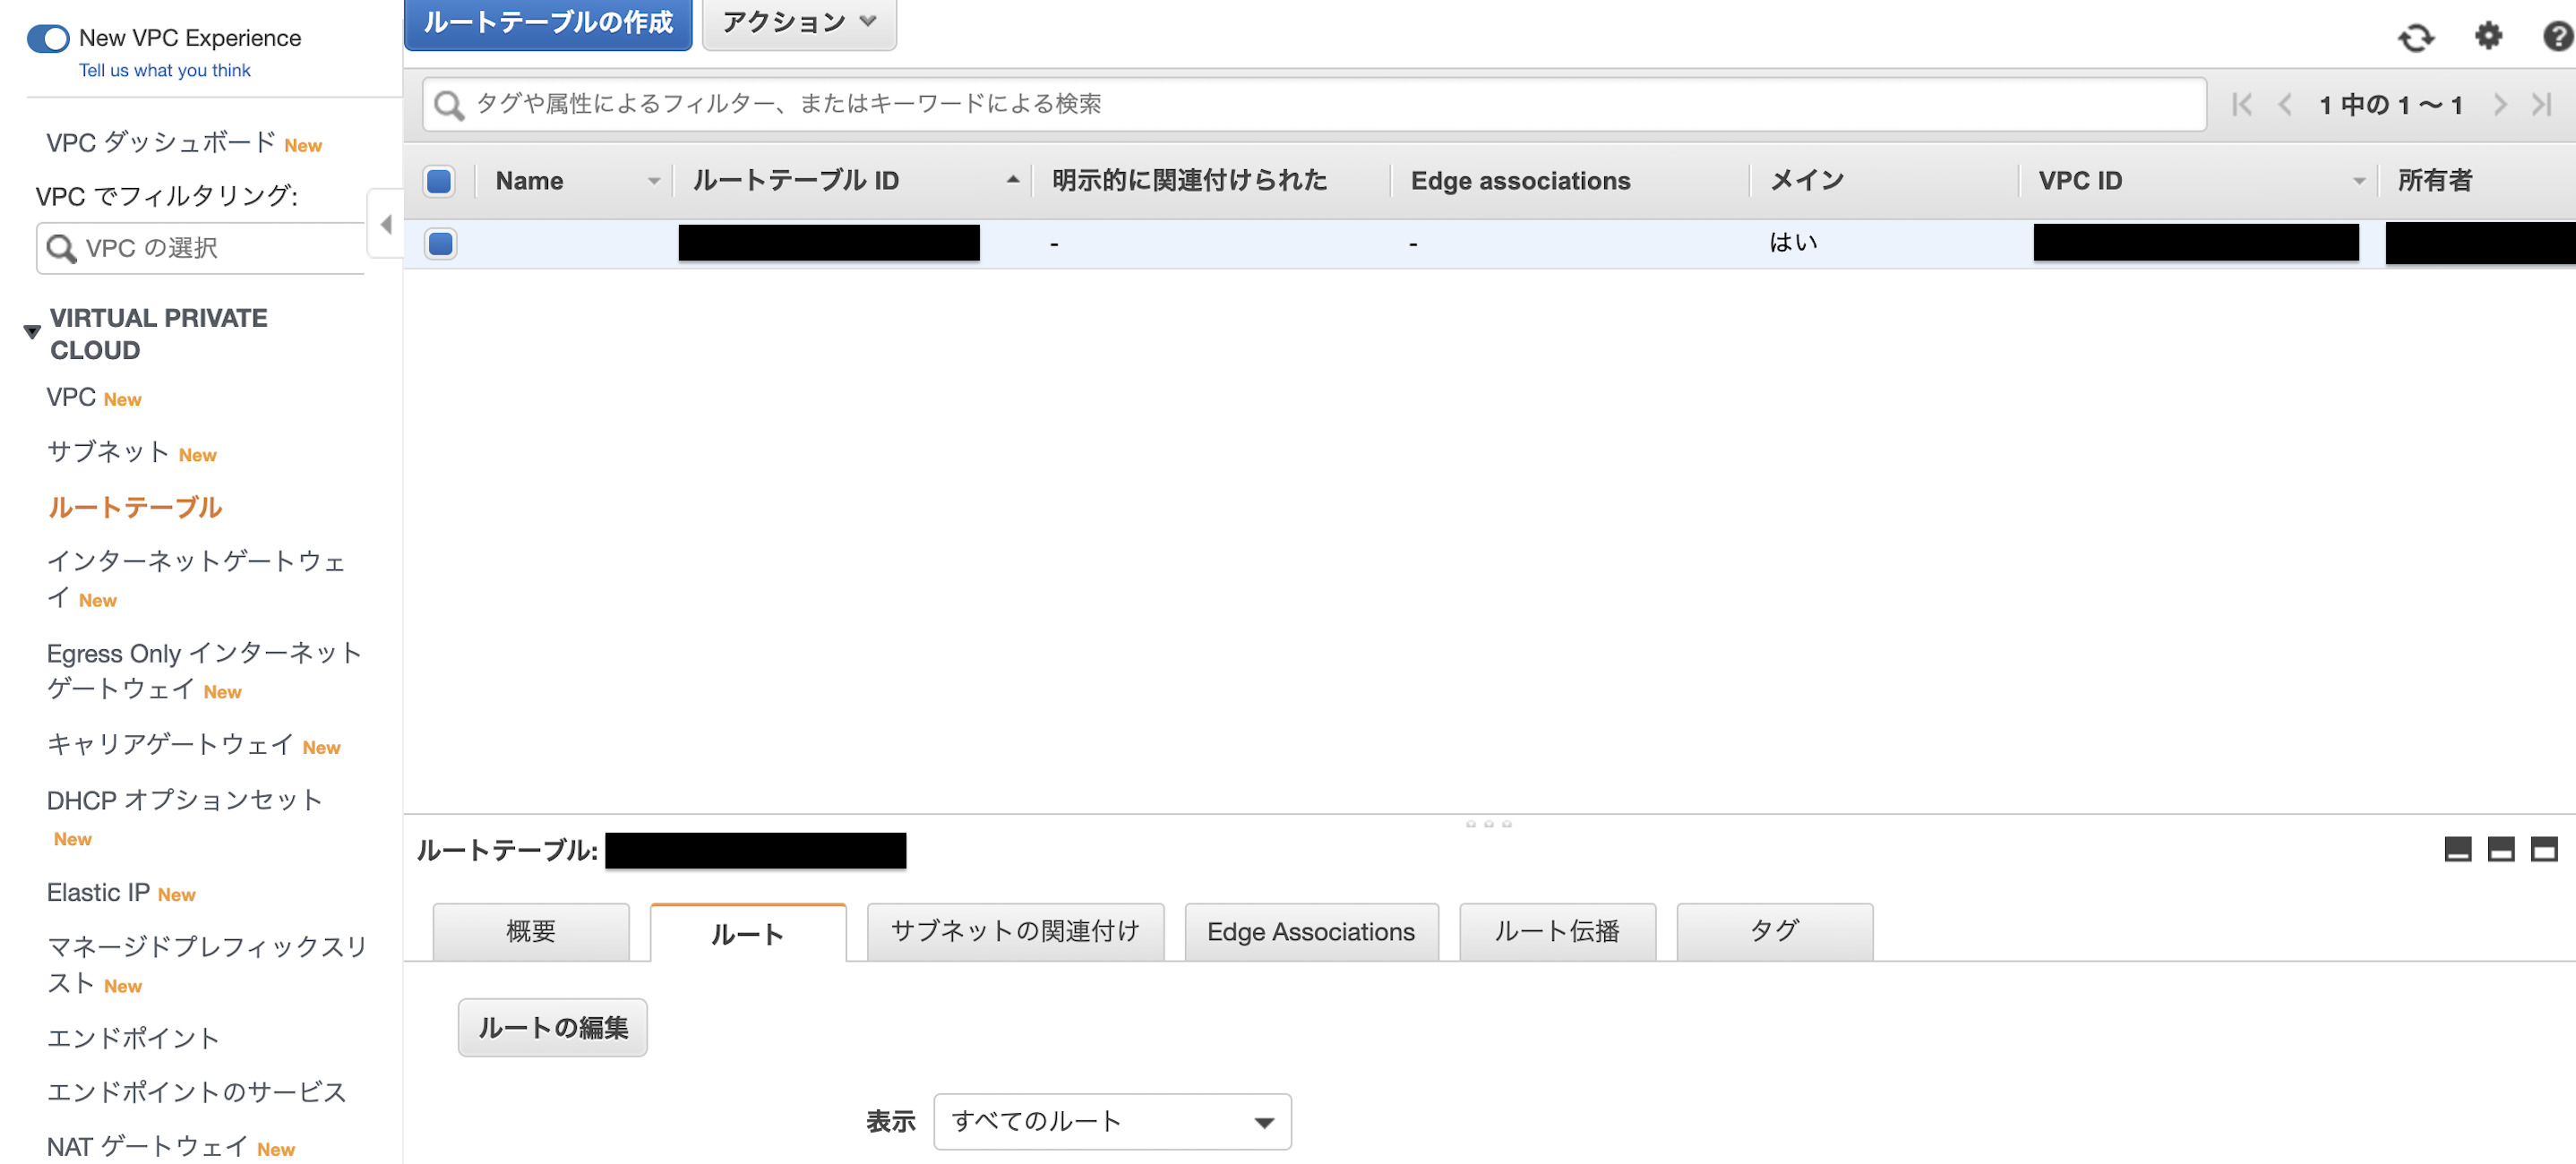 New VPC Experience
Tell us what you think
VPC ダッシュボード New
VPC でフィルタリング:
VPC の選択
VIRTUAL PRIVATE
CLOUD
VPC New
サブネット New
ルートテーブル
インターネットゲートウェ
イ New
Egress Only インターネット
ゲートウェイ New
キャリアゲートウェイ New
DHCP オプションセット
New
Elastic IP New
マネージドプレフィックスリ
スト New
エンドポイント
エンドポイントのサービス
NAT ゲートウェイ New
ルートテーブルの作成 アクション
タグや属性によるフィルター、またはキーワードによる検索 1 中の 1 ～ 1
Name ルートテーブル ID 明示的に関連付けられた Edge associations メイン VPC ID 所有者
- - はい
ルートテーブル:
概要 ルート サブネットの関連付け Edge Associations ルート伝播 タグ
ルートの編集
表示 すべてのルート